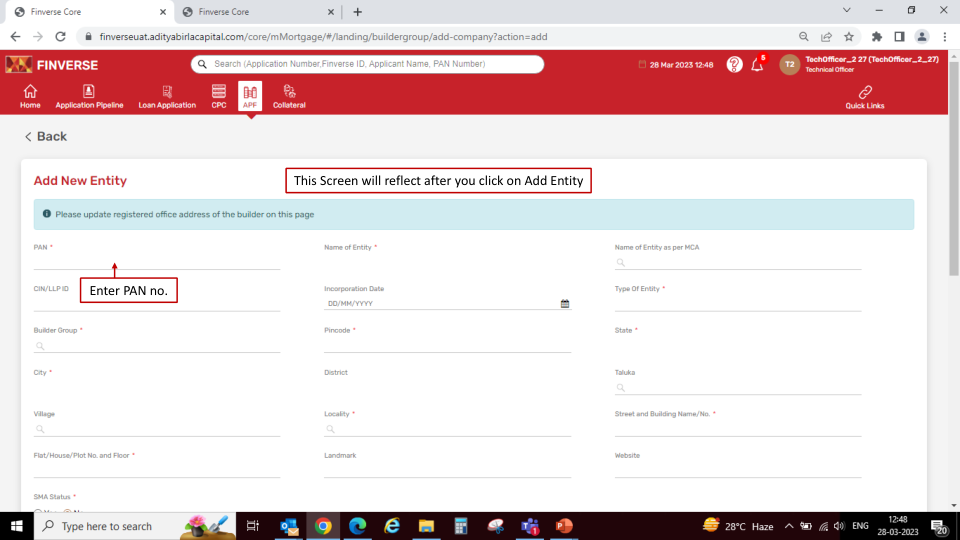 Finverse Core
Finverse Core
finverseuat.adityabirlacapital.com/core/mMortgage/#/landing/buildergroup/add-company?action=add
FINVERSE
Search (Application Number,Finverse ID, Applicant Name, PAN Number)
28 Mar 2023 12:48
5
T2
TechOfficer_2 27 (TechOfficer_2_27)
Technical Officer
Home
Application Pipeline
Loan Application
CPC
APF
Collateral
Quick Links
< Back
Add New Entity
This Screen will reflect after you click on Add Entity
Please update registered office address of the builder on this page
PAN *
Name of Entity *
Name of Entity as per MCA
Enter PAN no.
CIN/LLP ID
Incorporation Date
DD/MM/YYYY
Type Of Entity *
Builder Group *
Pincode *
State *
City *
District
Taluka
Village
Locality *
Street and Building Name/No. *
Flat/House/Plot No. and Floor *
Landmark
Website
SMA Status *
Type here to search
28°C Haze
ENG
12:48
28-03-2023
20